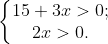 15 + 3x > 0;
2x > 0.